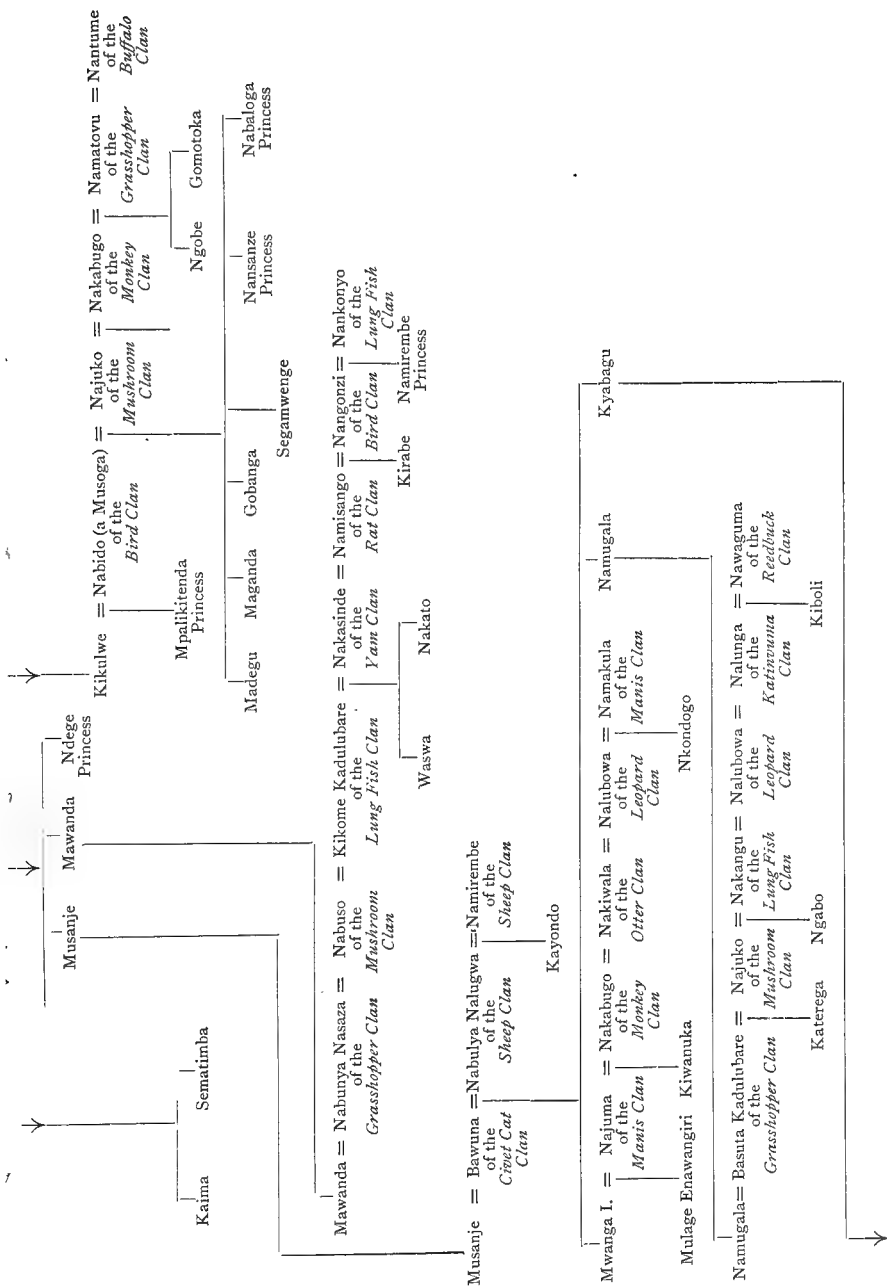 Kaima
Sematimba
Musanje
Mawanda
Ndege
Princess
Kikulwe = Nabido (a Musoga) = Najuko = Nakabugo = Namatovu = Nantume
of the of the of the of the of the
Bird Clan Mushroom Monkey Grasshopper Buffalo
Clan Clan Clan Clan
Mpalikitenda
Princess
Ngobe Gomotoka
Madegu Maganda Gobanga Segamwenge Nansanze Nabaloga
Princess Princess
Mawanda = Nabunya Nasaza = Nabuso = Kikome Kadulubare = Nakasinde = Namisango = Nangonzi = Nankonyo
of the of the of the of the of the of the of the
Grasshopper Clan Mushroom Lung Fish Clan Yam Clan Rat Clan Bird Clan Lung Fish
Clan Clan
Waswa Nakato Kirabe Namirembe
Princess
Musanje = Bawuna = Nabulya Nalugwa = Namirembe
of the of the of the
Civet Cat Sheep Clan Sheep Clan
Clan
Kayondo
Mwanga I. = Najuma = Nakabugo = Nakiwala = Nalubowa = Namakula Namugala Kyabagu
of the of the of the of the of the
Manis Clan Monkey Otter Clan Leopard Manis Clan
Clan Clan
Mulage Enawangiri Kiwanuka Nkondogo
Namugala = Basuta Kadulubare = Najuko = Nakangu = Nalubowa = Nalunga = Nawaguma
of the of the of the of the of the of the
Grasshopper Clan Mushroom Lung Fish Leopard Katinvuma Reedbuck
Clan Clan Clan Clan Clan
Katerega Ngabo Kiboli